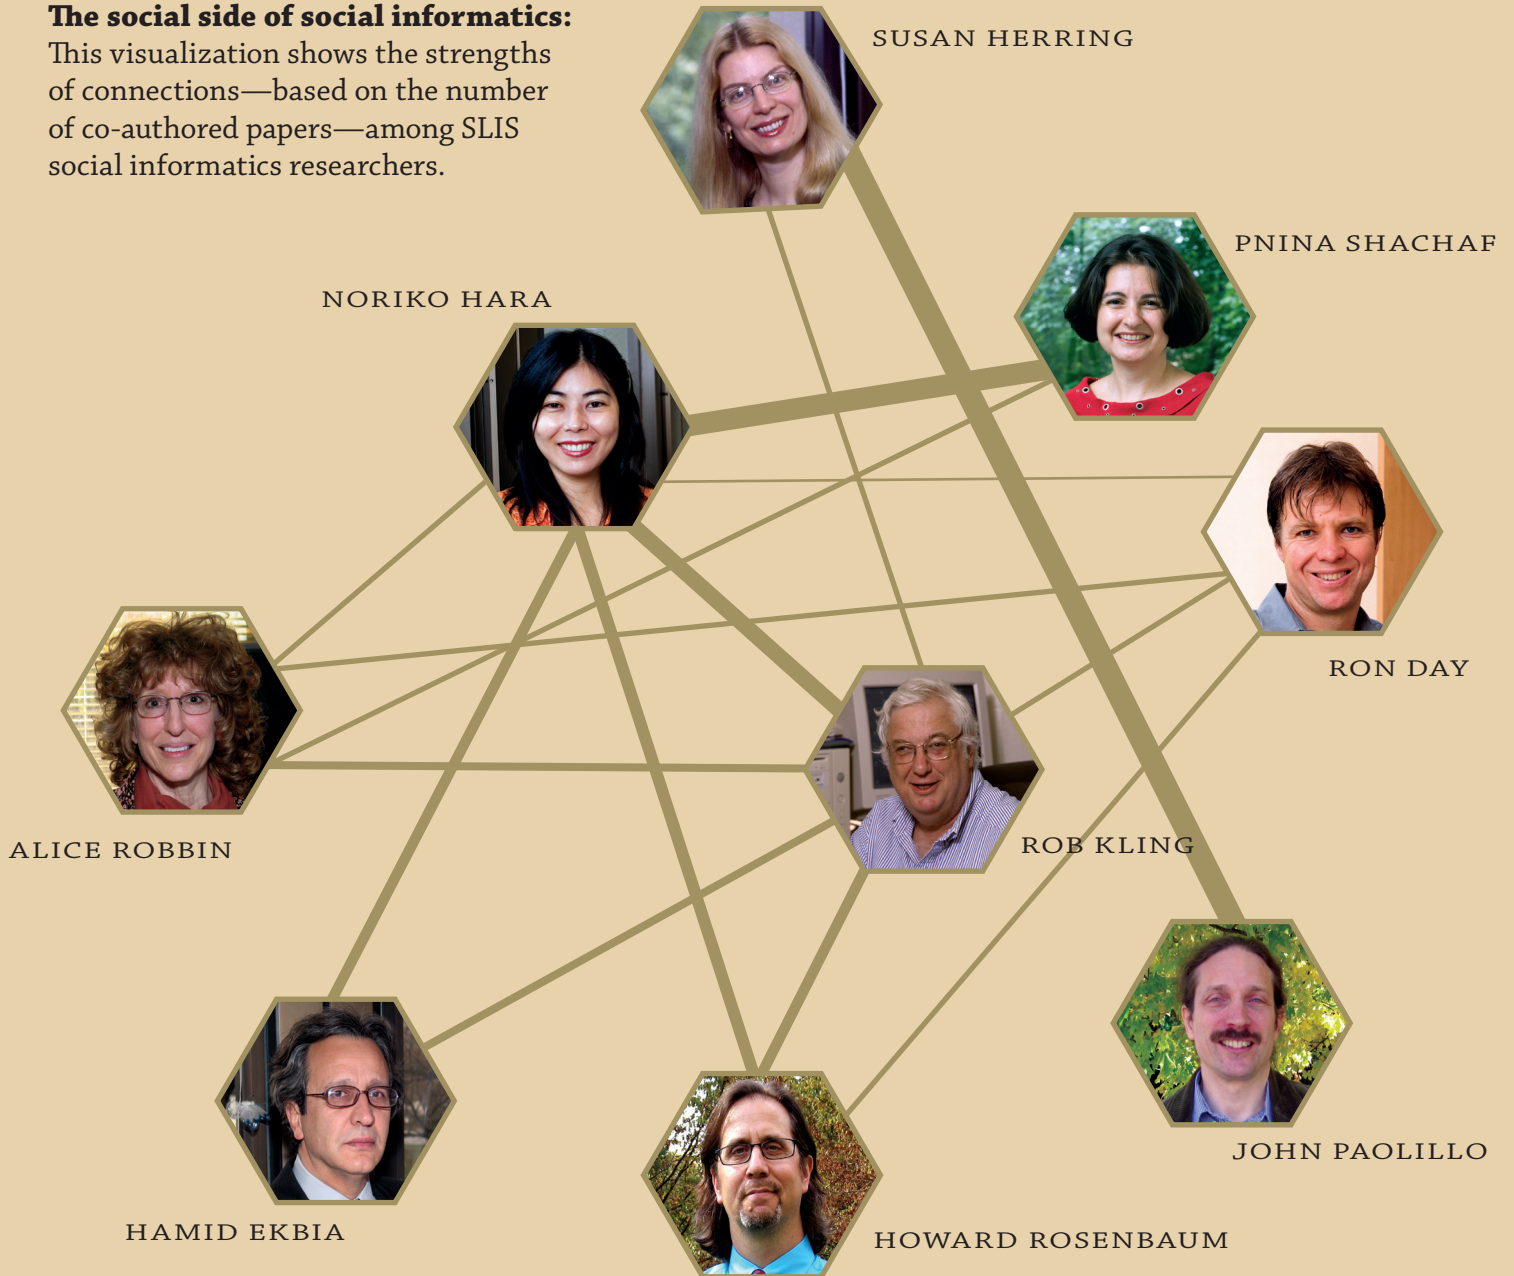 The social side of social informatics:
This visualization shows the strengths
of connections—based on the number
of co-authored papers—among SLIS
social informatics researchers.
SUSAN HERRING
PNINA SHACHAF
NORIKO HARA
RON DAY
ALICE ROBBIN
ROB KLING
JOHN PAOLILLO
HAMID EKBIA
HOWARD ROSENBAUM